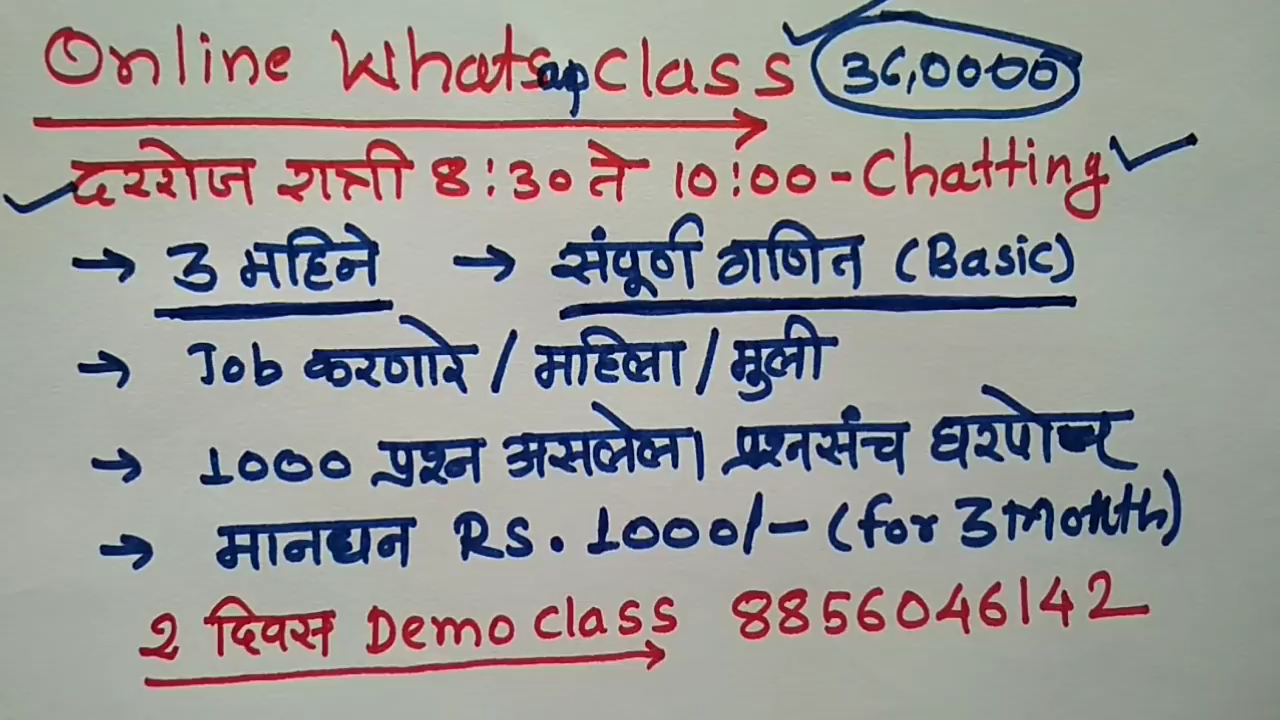 Online Whatsap Class 36,0000
दररोज रात्री 8:30 ते 10:00 - Chatting
→ 3 महिने → संपूर्ण गणित (Basic)
→ Job करणारे / महिला / मुली
→ 1000 प्रश्न असलेला प्रश्नसंच घरपोच
→ मानधन RS. 1000/- (for 3 Month)
2 दिवस Demo Class 8856046142